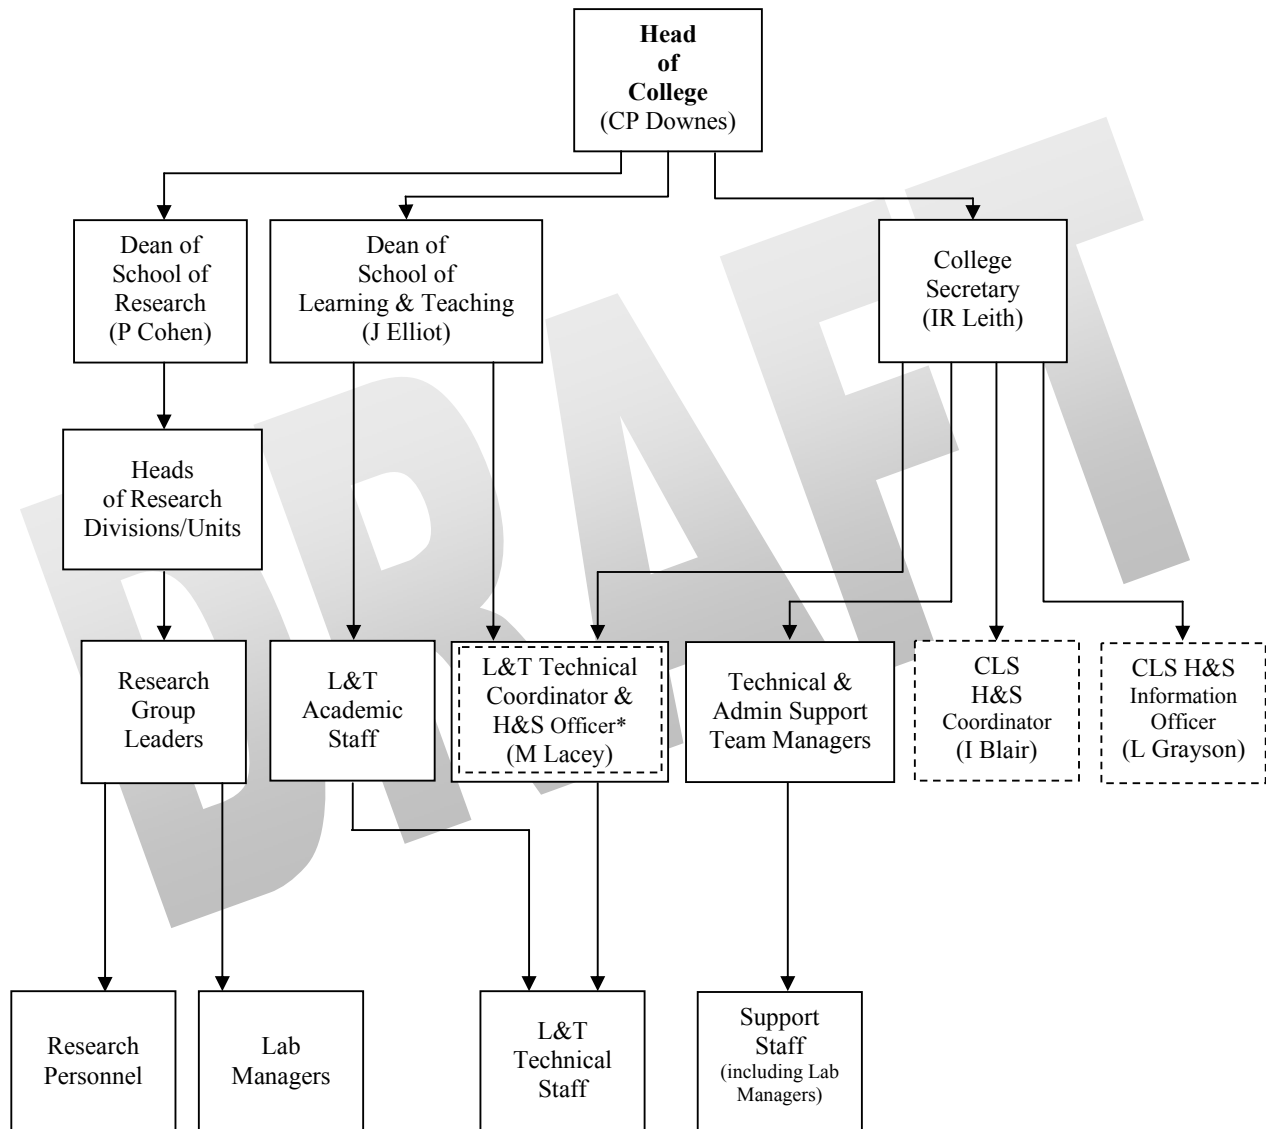 Head
of
College
(CP Downes)
Dean of
School of
Research
(P Cohen)
Dean of
School of
Learning & Teaching
(J Elliot)
College
Secretary
(IR Leith)
Heads
of Research
Divisions/Units
Research
Group
Leaders
L&T
Academic
Staff
L&T Technical
Coordinator &
H&S Officer*
(M Lacey)
Technical &
Admin Support
Team Managers
CLS
H&S
Coordinator
(I Blair)
CLS H&S
Information
Officer
(L Grayson)
Research
Personnel
Lab
Managers
L&T
Technical
Staff
Support
Staff
(including Lab
Managers)
DRAFT